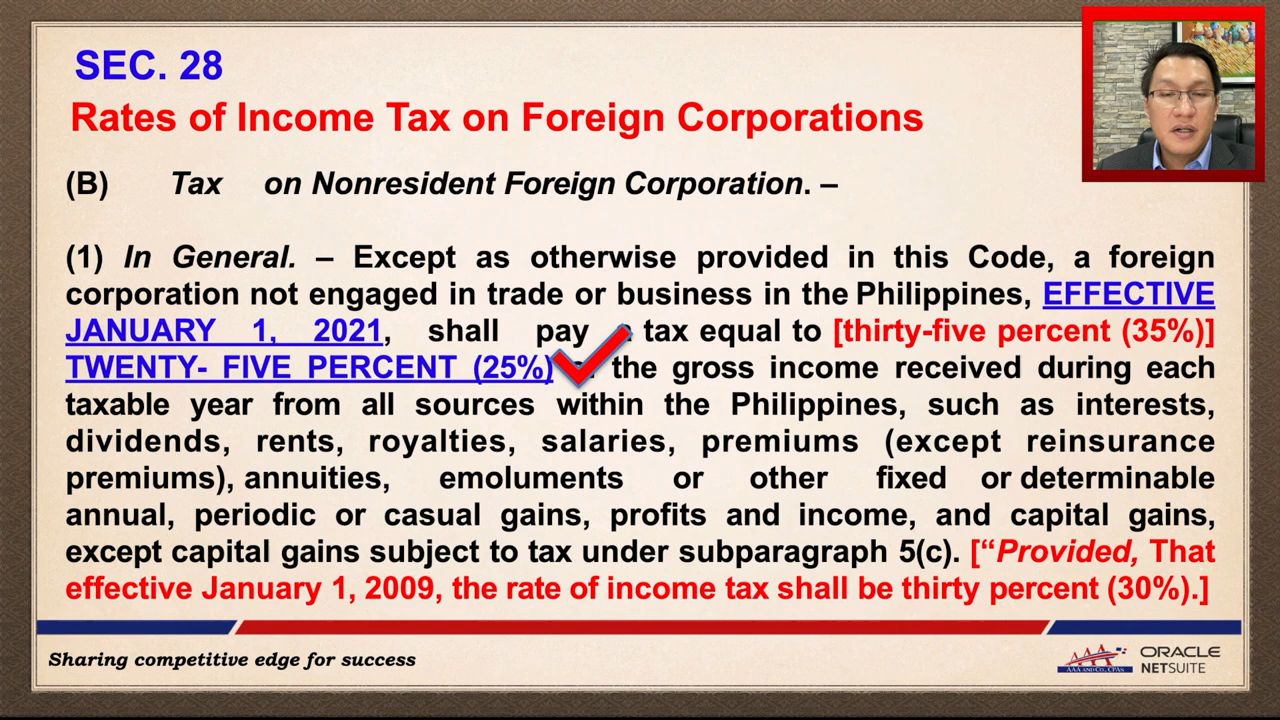 SEC. 28
Rates of Income Tax on Foreign Corporations
(B) Tax on Nonresident Foreign Corporation. –
(1) In General. – Except as otherwise provided in this Code, a foreign
corporation not engaged in trade or business in the Philippines, EFFECTIVE
JANUARY 1, 2021, shall pay tax equal to [thirty-five percent (35%)]
TWENTY- FIVE PERCENT (25%) the gross income received during each
taxable year from all sources within the Philippines, such as interests,
dividends, rents, royalties, salaries, premiums (except reinsurance
premiums), annuities, emoluments or other fixed or determinable
annual, periodic or casual gains, profits and income, and capital gains,
except capital gains subject to tax under subparagraph 5(c). [“Provided, That
effective January 1, 2009, the rate of income tax shall be thirty percent (30%).]
Sharing competitive edge for success
AAA
AAA AND CO., CPAs
ORACLE
NETSUITE